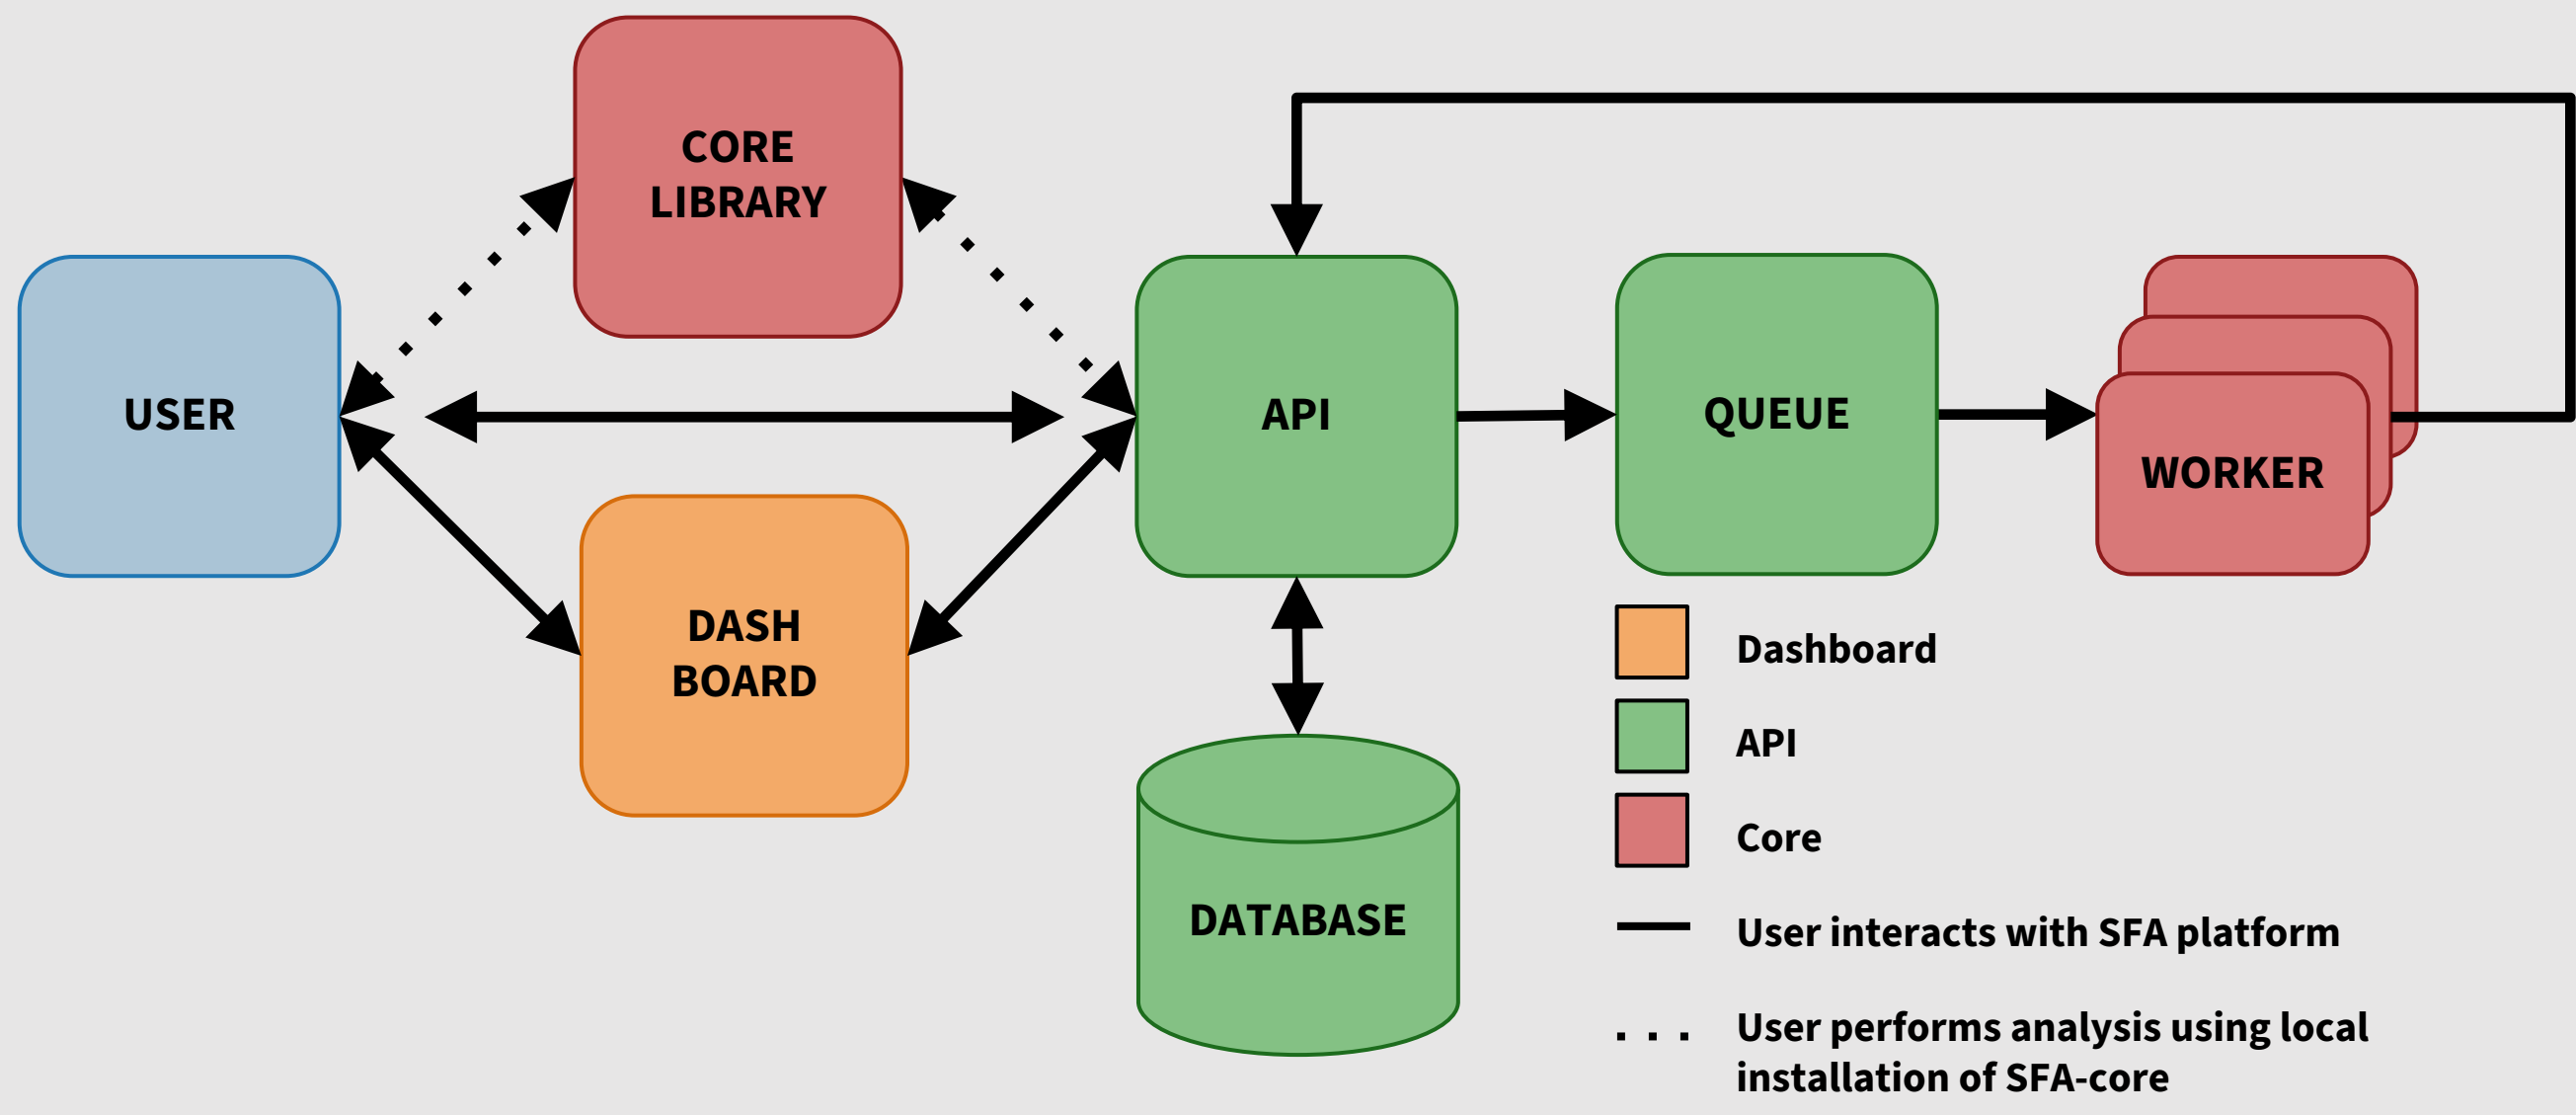 CORE
LIBRARY
USER
API
QUEUE
WORKER
DASH
BOARD
DATABASE
Dashboard
API
Core
User interacts with SFA platform
. . . User performs analysis using local
installation of SFA-core